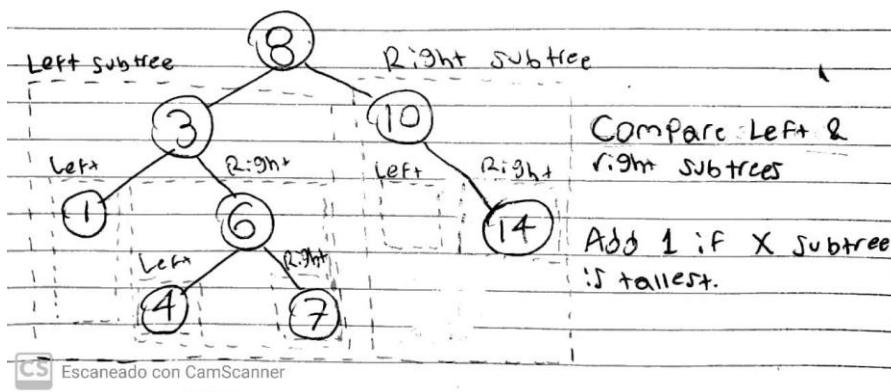 8
Left subtree
Right subtree
3
10
Compare Left &
right subtrees
Left
Right
Left
Right
1
6
14
Add 1 if X subtree
is tallest.
Left
Right
4
7
CS Escaneado con CamScanner